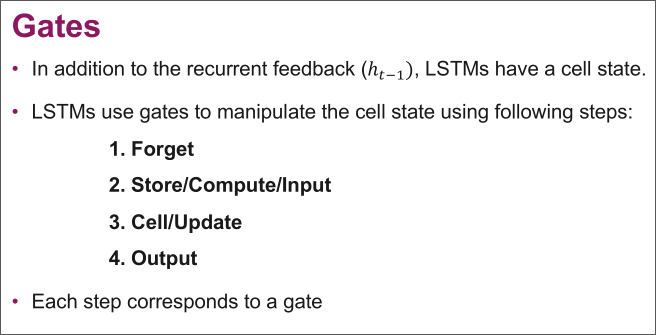 Gates
• In addition to the recurrent feedback (hₜ₋₁), LSTMs have a cell state.
• LSTMs use gates to manipulate the cell state using following steps:
1. Forget
2. Store/Compute/Input
3. Cell/Update
4. Output
• Each step corresponds to a gate